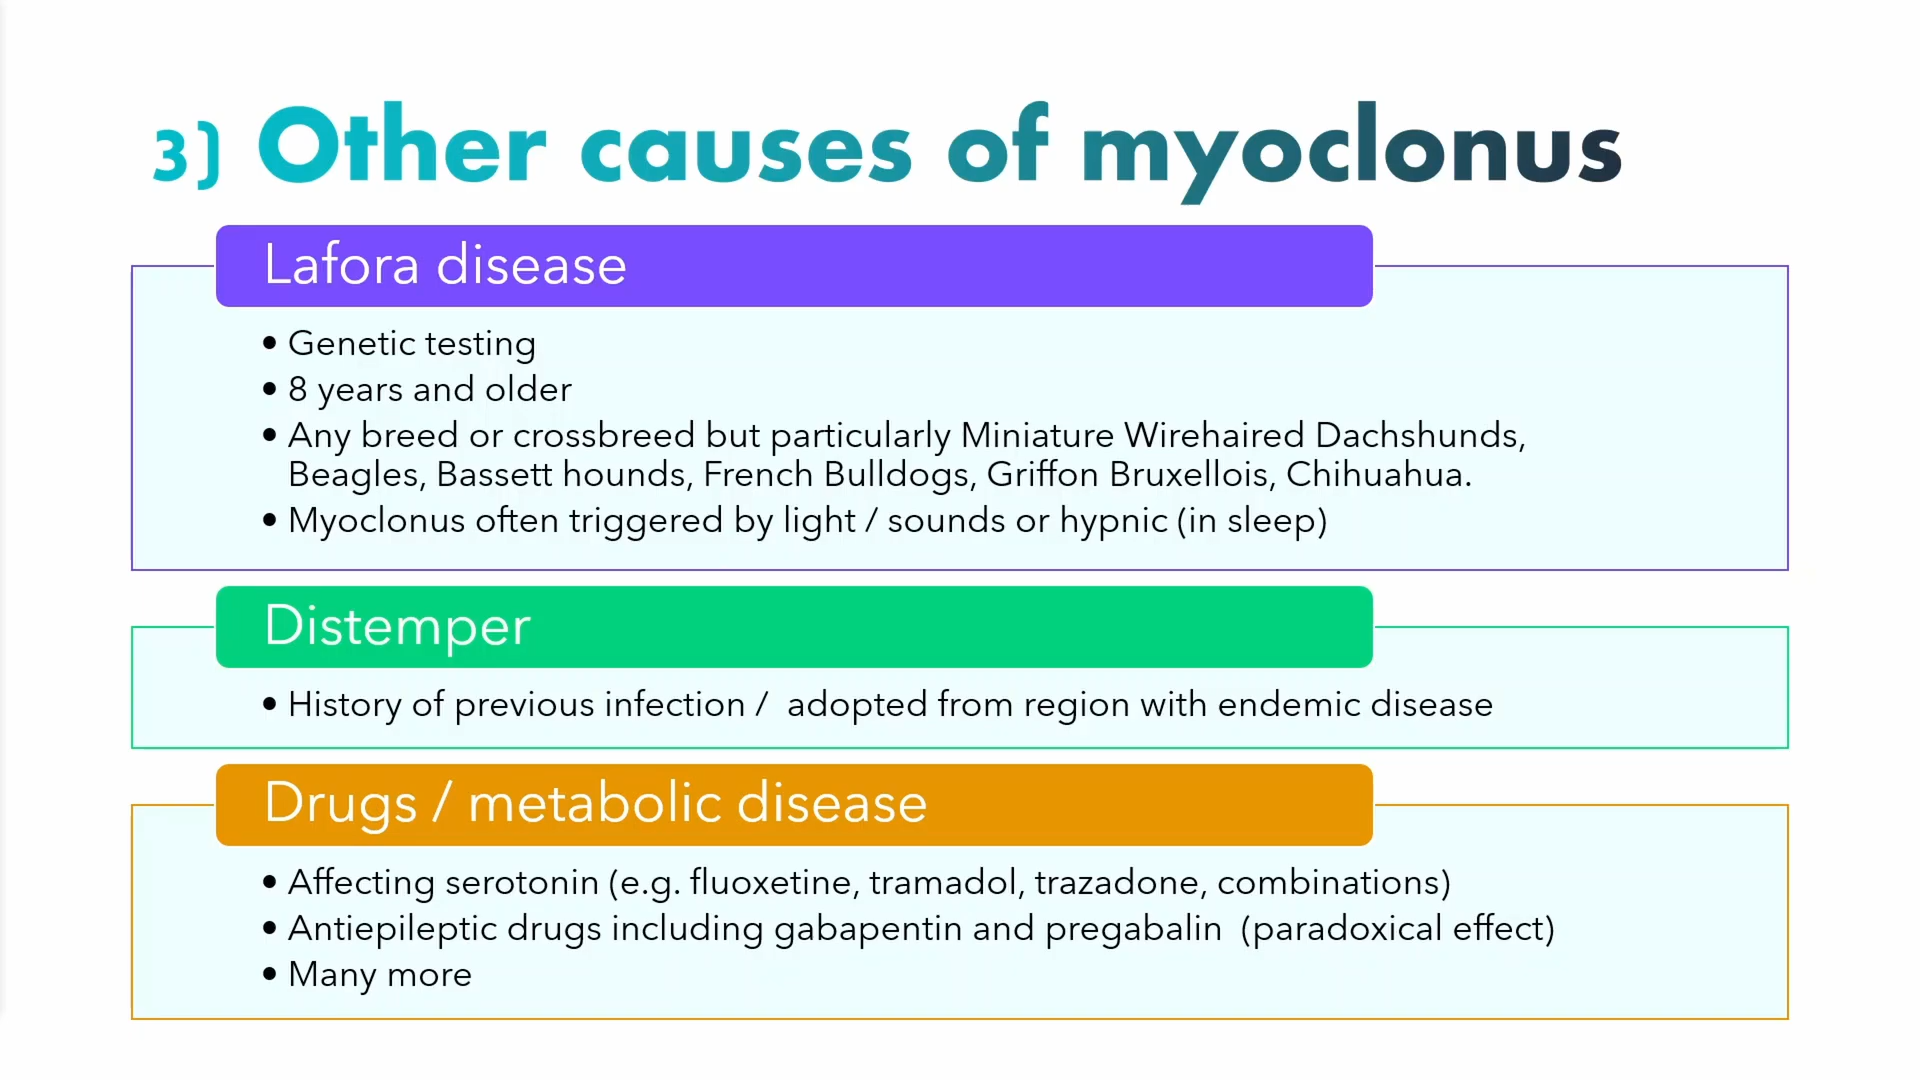 3) Other causes of myoclonus
Lafora disease
• Genetic testing
• 8 years and older
• Any breed or crossbreed but particularly Miniature Wirehaired Dachshunds,
Beagles, Bassett hounds, French Bulldogs, Griffon Bruxellois, Chihuahua.
• Myoclonus often triggered by light / sounds or hypnic (in sleep)
Distemper
• History of previous infection /  adopted from region with endemic disease
Drugs / metabolic disease
• Affecting serotonin (e.g. fluoxetine, tramadol, trazadone, combinations)
• Antiepileptic drugs including gabapentin and pregabalin  (paradoxical effect)
• Many more